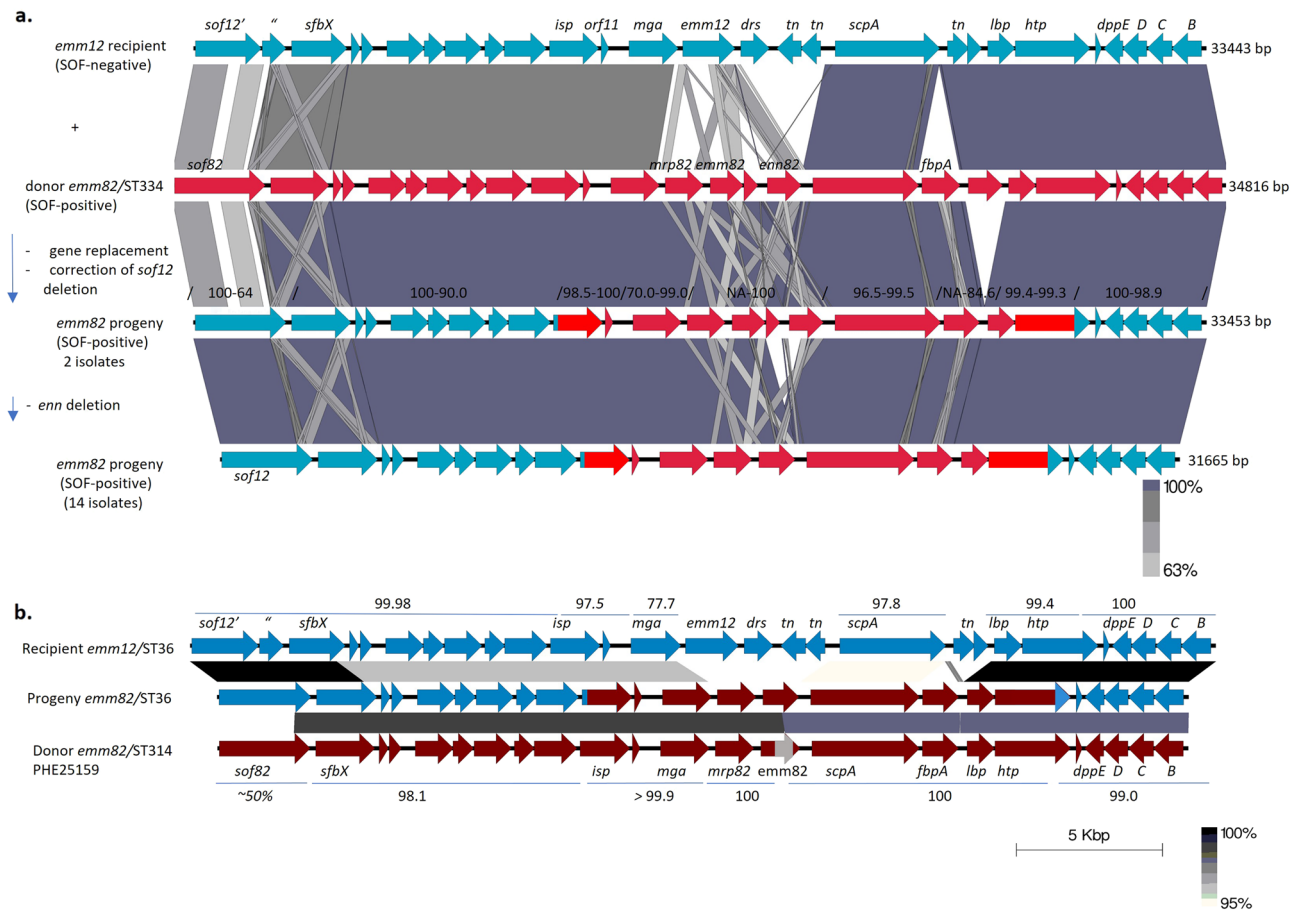 a.
sof12’ “ sfbX isp orf11 mga emm12 drs tn tn scpA tn lbp htp dppE D C B
emm12 recipient
(SOF-negative)
33443 bp
+
sof82 mrp82 emm82 enn82 fbpA
donor emm82/ST334
(SOF-positive)
34816 bp
- gene replacement
- correction of sof12
deletion
/ 100-64 / 100-90.0 /98.5-100/70.0-99.0/ NA-100 / 96.5-99.5 /NA-84.6/ 99.4-99.3 / 100-98.9 /
emm82 progeny
(SOF-positive)
2 isolates
33453 bp
- enn deletion
emm82 progeny
(SOF-positive)
(14 isolates)
sof12
31665 bp
100%
63%
b.
99.98 97.5 77.7 97.8 99.4 100
sof12’ “ sfbX isp mga emm12 drs tn tn scpA tn lbp htp dppE D C B
Recipient emm12/ST36
Progeny emm82/ST36
Donor emm82/ST314
PHE25159
sof82 sfbX isp mga mrp82 emm82 scpA fbpA lbp htp dppE D C B
~50% 98.1 > 99.9 100 100 99.0
5 Kbp
100%
95%